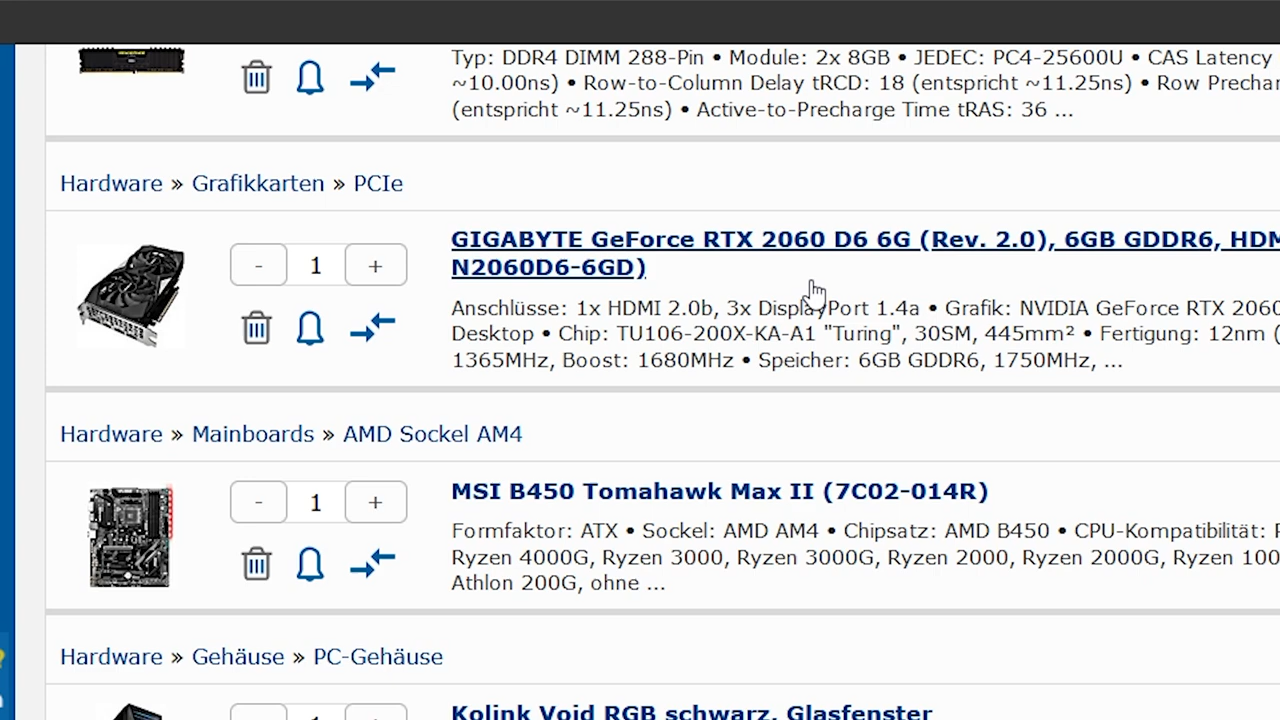 Typ: DDR4 DIMM 288-Pin • Module: 2x 8GB • JEDEC: PC4-25600U • CAS Latency
~10.00ns) • Row-to-Column Delay tRCD: 18 (entspricht ~11.25ns) • Row Prechar
(entspricht ~11.25ns) • Active-to-Precharge Time tRAS: 36 ...
Hardware » Grafikkarten » PCIe
GIGABYTE GeForce RTX 2060 D6 6G (Rev. 2.0), 6GB GDDR6, HDM
N2060D6-6GD)
- 1 +
Anschlüsse: 1x HDMI 2.0b, 3x DisplayPort 1.4a • Grafik: NVIDIA GeForce RTX 2060
Desktop • Chip: TU106-200X-KA-A1 "Turing", 30SM, 445mm² • Fertigung: 12nm (
1365MHz, Boost: 1680MHz • Speicher: 6GB GDDR6, 1750MHz, ...
Hardware » Mainboards » AMD Sockel AM4
MSI B450 Tomahawk Max II (7C02-014R)
- 1 +
Formfaktor: ATX • Sockel: AMD AM4 • Chipsatz: AMD B450 • CPU-Kompatibilität:
Ryzen 4000G, Ryzen 3000, Ryzen 3000G, Ryzen 2000, Ryzen 2000G, Ryzen 100
Athlon 200G, ohne ...
Hardware » Gehäuse » PC-Gehäuse
Kolink Void RGB schwarz, Glasfenster